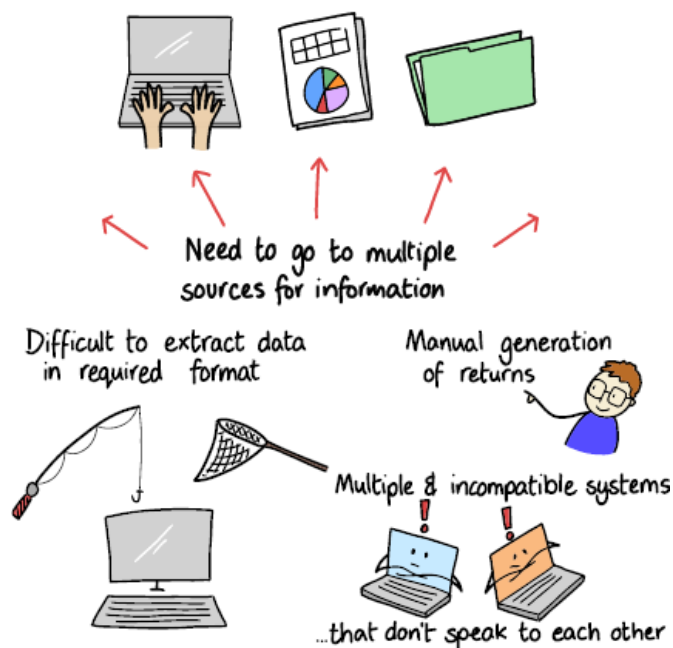 Need to go to multiple
sources for information
Difficult to extract data
in required format
Manual generation
of returns
Multiple & incompatible systems
! !
...that don't speak to each other